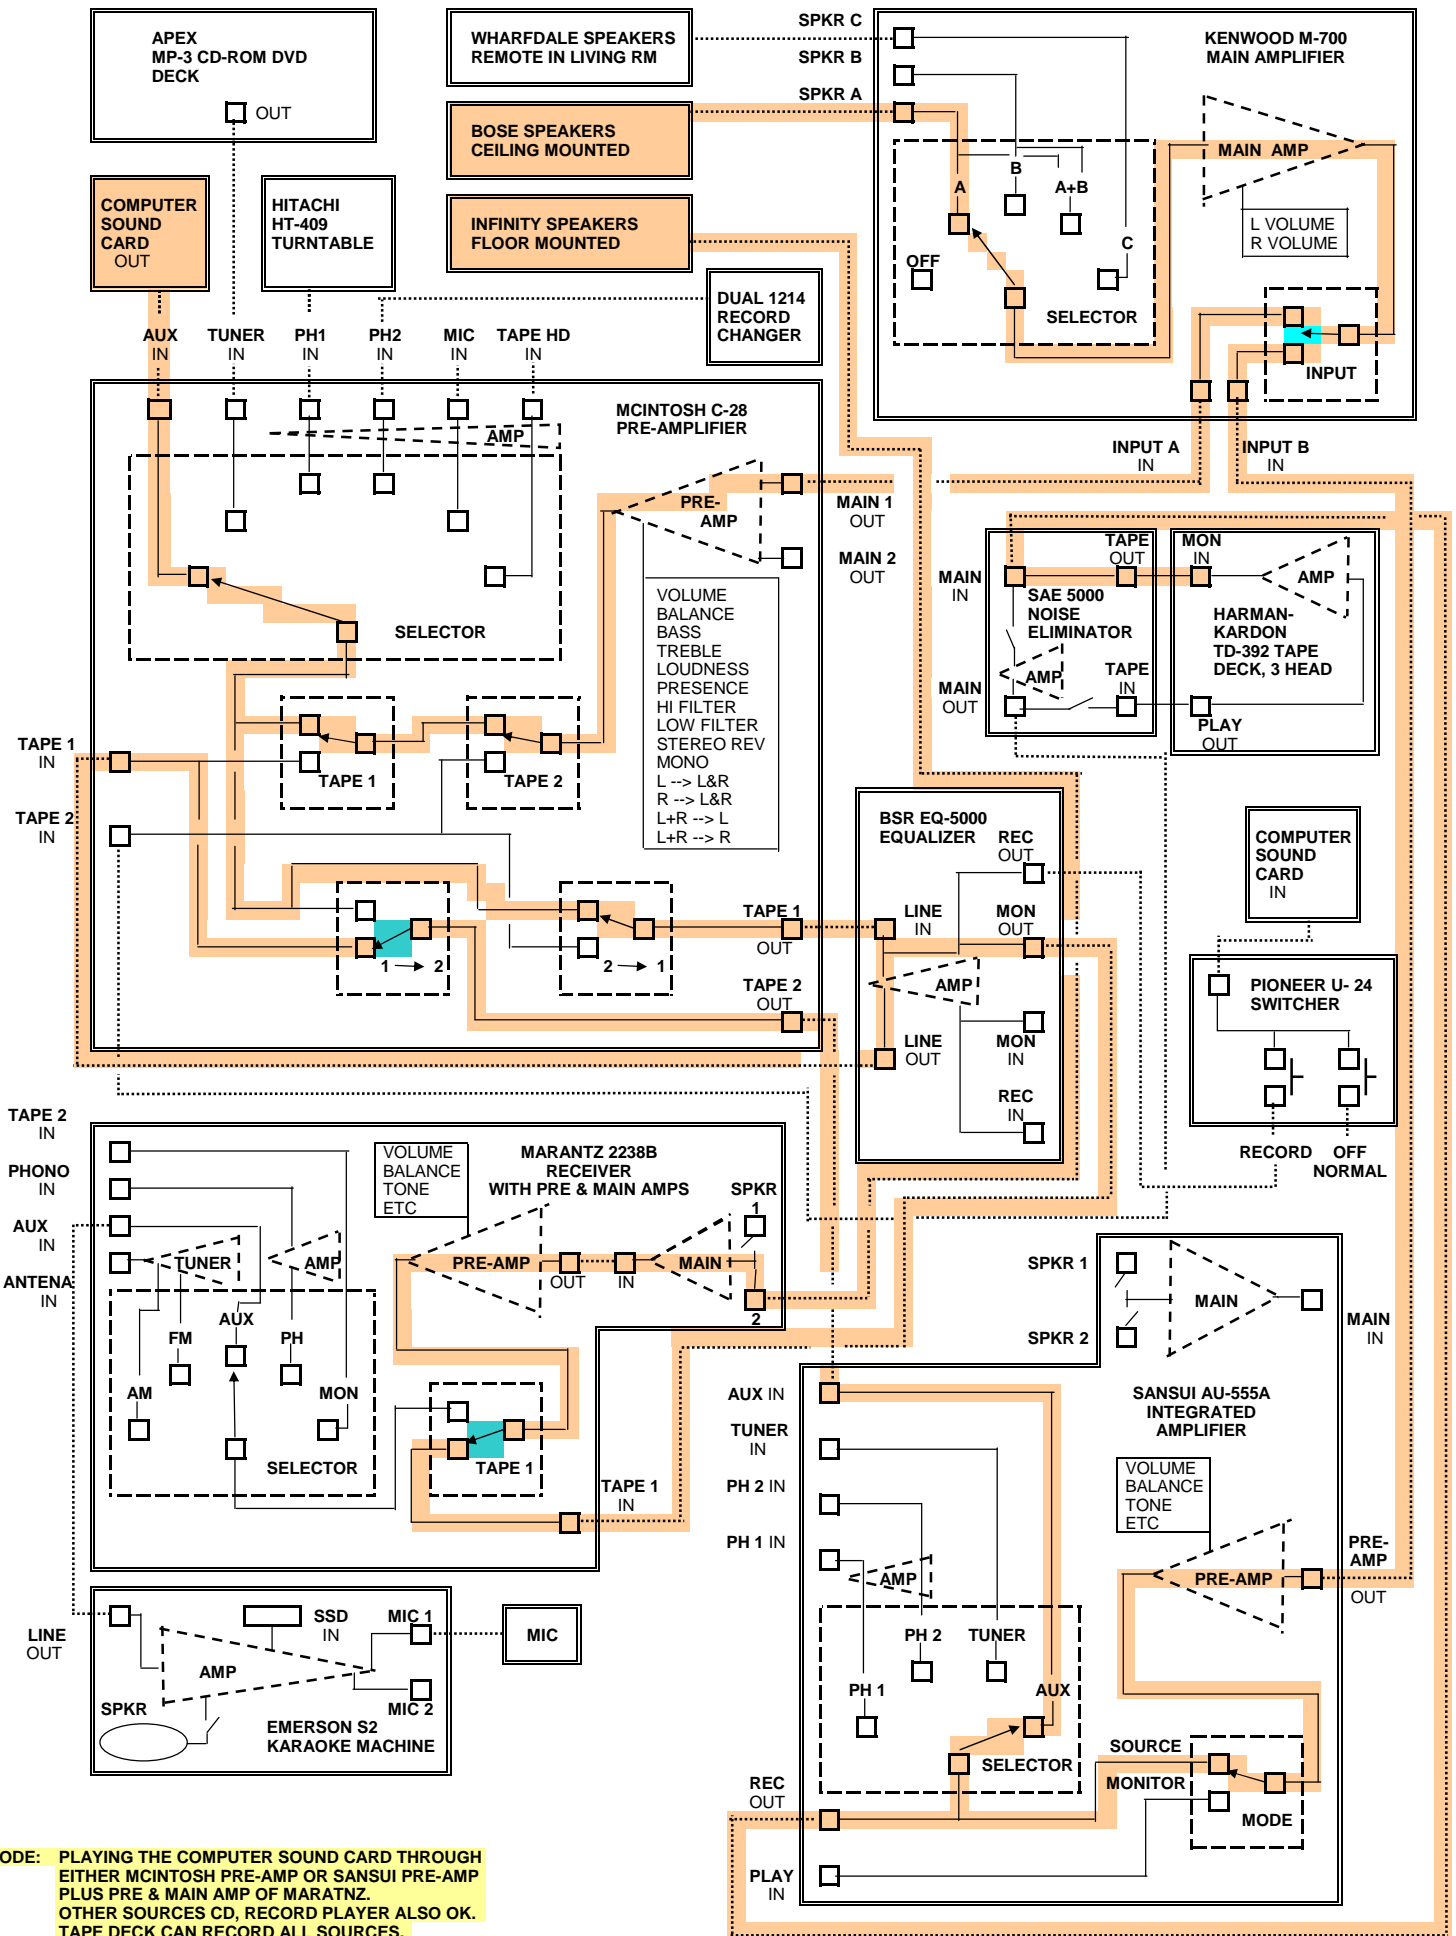 APEX
MP-3 CD-ROM DVD
DECK
OUT
WHARFDALE SPEAKERS
REMOTE IN LIVING RM
SPKR C
SPKR B
SPKR A
KENWOOD M-700
MAIN AMPLIFIER
BOSE SPEAKERS
CEILING MOUNTED
MAIN AMP
L VOLUME
R VOLUME
A
B
A+B
C
OFF
SELECTOR
INPUT
COMPUTER
SOUND
CARD
OUT
HITACHI
HT-409
TURNTABLE
INFINITY SPEAKERS
FLOOR MOUNTED
DUAL 1214
RECORD
CHANGER
AUX
IN
TUNER
IN
PH1
IN
PH2
IN
MIC
IN
TAPE HD
IN
INPUT A
IN
INPUT B
IN
MCINTOSH C-28
PRE-AMPLIFIER
AMP
PRE-
AMP
MAIN 1
OUT
MAIN 2
OUT
SELECTOR
VOLUME
BALANCE
BASS
TREBLE
LOUDNESS
PRESENCE
HI FILTER
LOW FILTER
STEREO REV
MONO
L --> L&R
R --> L&R
L+R --> L
L+R --> R
TAPE 1
TAPE 2
TAPE 1
IN
TAPE 2
IN
1
2
2
1
TAPE 1
OUT
TAPE 2
OUT
MAIN
IN
TAPE
OUT
SAE 5000
NOISE
ELIMINATOR
AMP
TAPE
IN
MAIN
OUT
MON
IN
AMP
HARMAN-
KARDON
TD-392 TAPE
DECK, 3 HEAD
PLAY
OUT
BSR EQ-5000
EQUALIZER
REC
OUT
LINE
IN
MON
OUT
AMP
LINE
OUT
MON
IN
REC
IN
COMPUTER
SOUND
CARD
IN
PIONEER U- 24
SWITCHER
RECORD
OFF
NORMAL
TAPE 2
IN
PHONO
IN
AUX
IN
ANTENA
IN
VOLUME
BALANCE
TONE
ETC
MARANTZ 2238B
RECEIVER
WITH PRE & MAIN AMPS
SPKR
1
2
TUNER
AMP
PRE-AMP
OUT
IN
MAIN
AM
FM
AUX
PH
MON
SELECTOR
TAPE 1
TAPE 1
IN
LINE
OUT
SSD
IN
MIC 1
MIC 2
MIC
AMP
SPKR
EMERSON S2
KARAOKE MACHINE
SPKR 1
SPKR 2
MAIN
MAIN
IN
SANSUI AU-555A
INTEGRATED
AMPLIFIER
AUX IN
TUNER
IN
PH 2 IN
PH 1 IN
AMP
VOLUME
BALANCE
TONE
ETC
PRE-AMP
PRE-
AMP
OUT
PH 2
TUNER
PH 1
AUX
SELECTOR
SOURCE
MONITOR
MODE
REC
OUT
PLAY
IN
ODE: PLAYING THE COMPUTER SOUND CARD THROUGH
EITHER MCINTOSH PRE-AMP OR SANSUI PRE-AMP
PLUS PRE & MAIN AMP OF MARATNZ.
OTHER SOURCES CD, RECORD PLAYER ALSO OK.
TAPE DECK CAN RECORD ALL SOURCES.